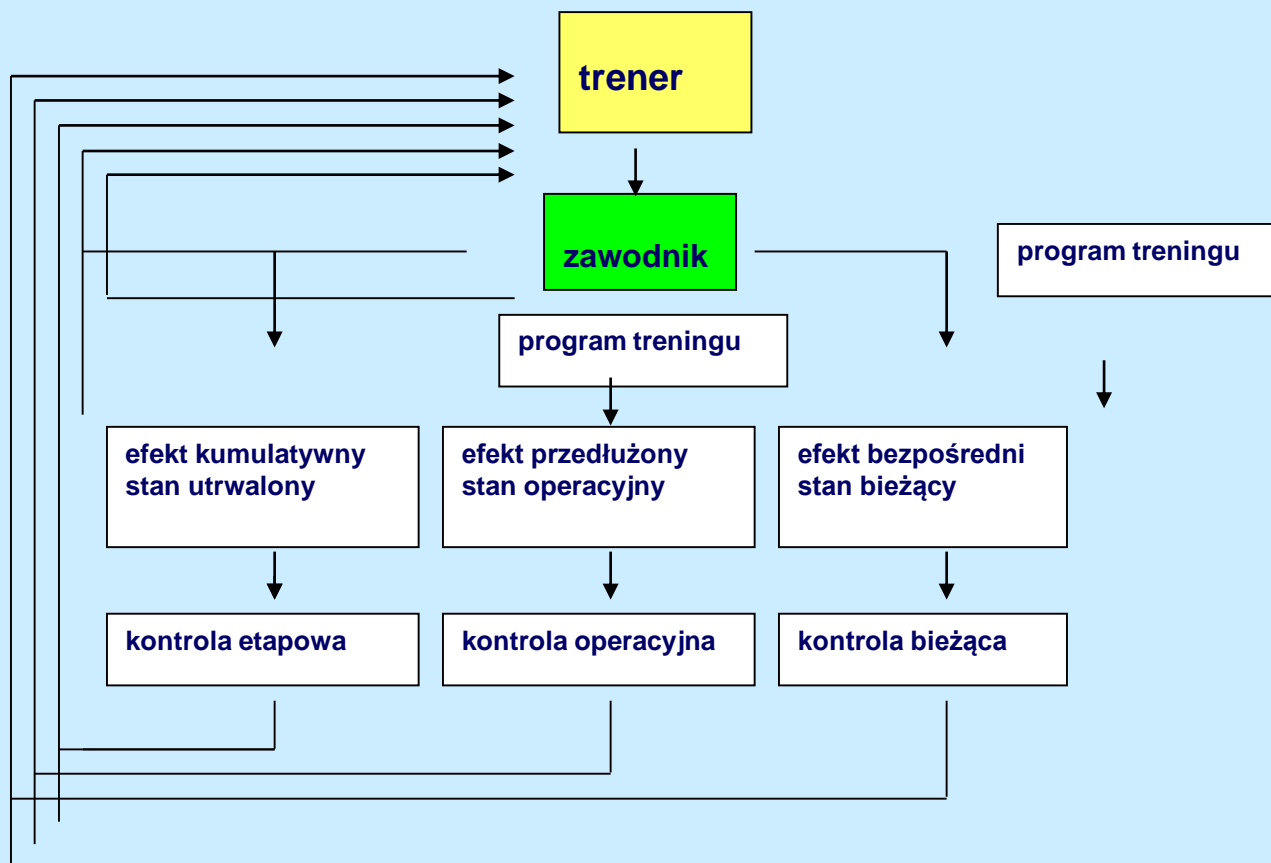 trener
zawodnik
program treningu
program treningu
efekt kumulatywny
stan utrwalony
efekt przedłużony
stan operacyjny
efekt bezpośredni
stan bieżący
kontrola etapowa
kontrola operacyjna
kontrola bieżąca